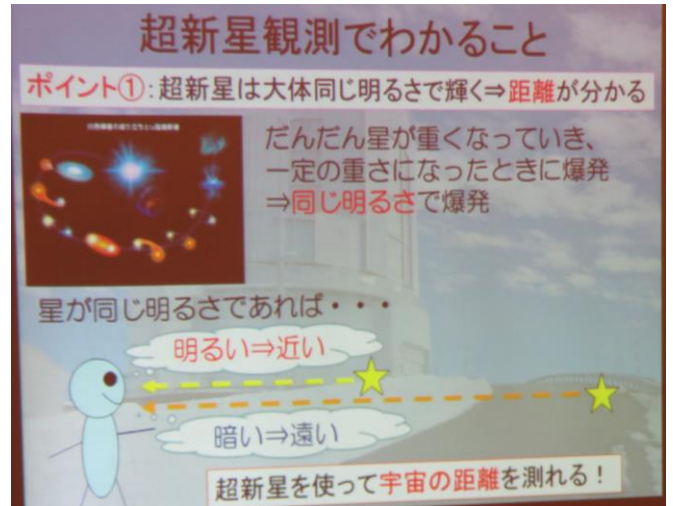 超新星観測でわかること
ポイント①:超新星は大体同じ明るさで輝く⇒距離が分かる
だんだん星が重くなっていき、
一定の重さになったときに爆発
⇒同じ明るさで爆発
星が同じ明るさであれば・・・
明るい⇒近い
暗い⇒遠い
超新星を使って宇宙の距離を測れる!